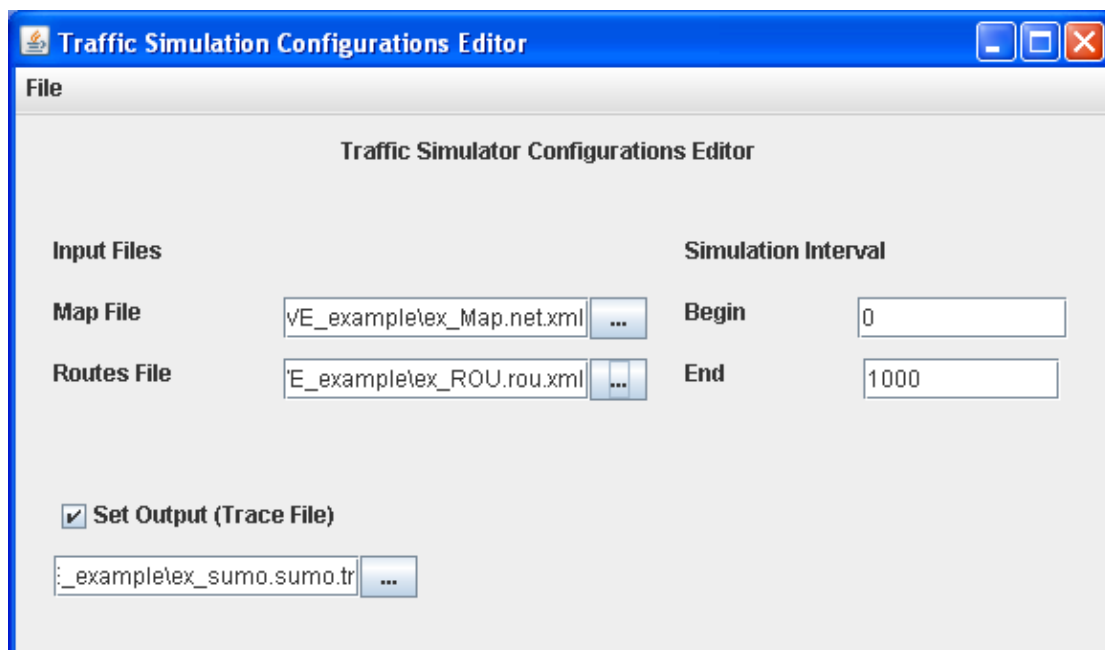 Traffic Simulation Configurations Editor
File
Traffic Simulator Configurations Editor
Input Files
Simulation Interval
Map File
VE_example\ex_Map.net.xml
...
Begin
0
Routes File
E_example\ex_ROU.rou.xml
...
End
1000
Set Output (Trace File)
_example\ex_sumo.sumo.tr
...